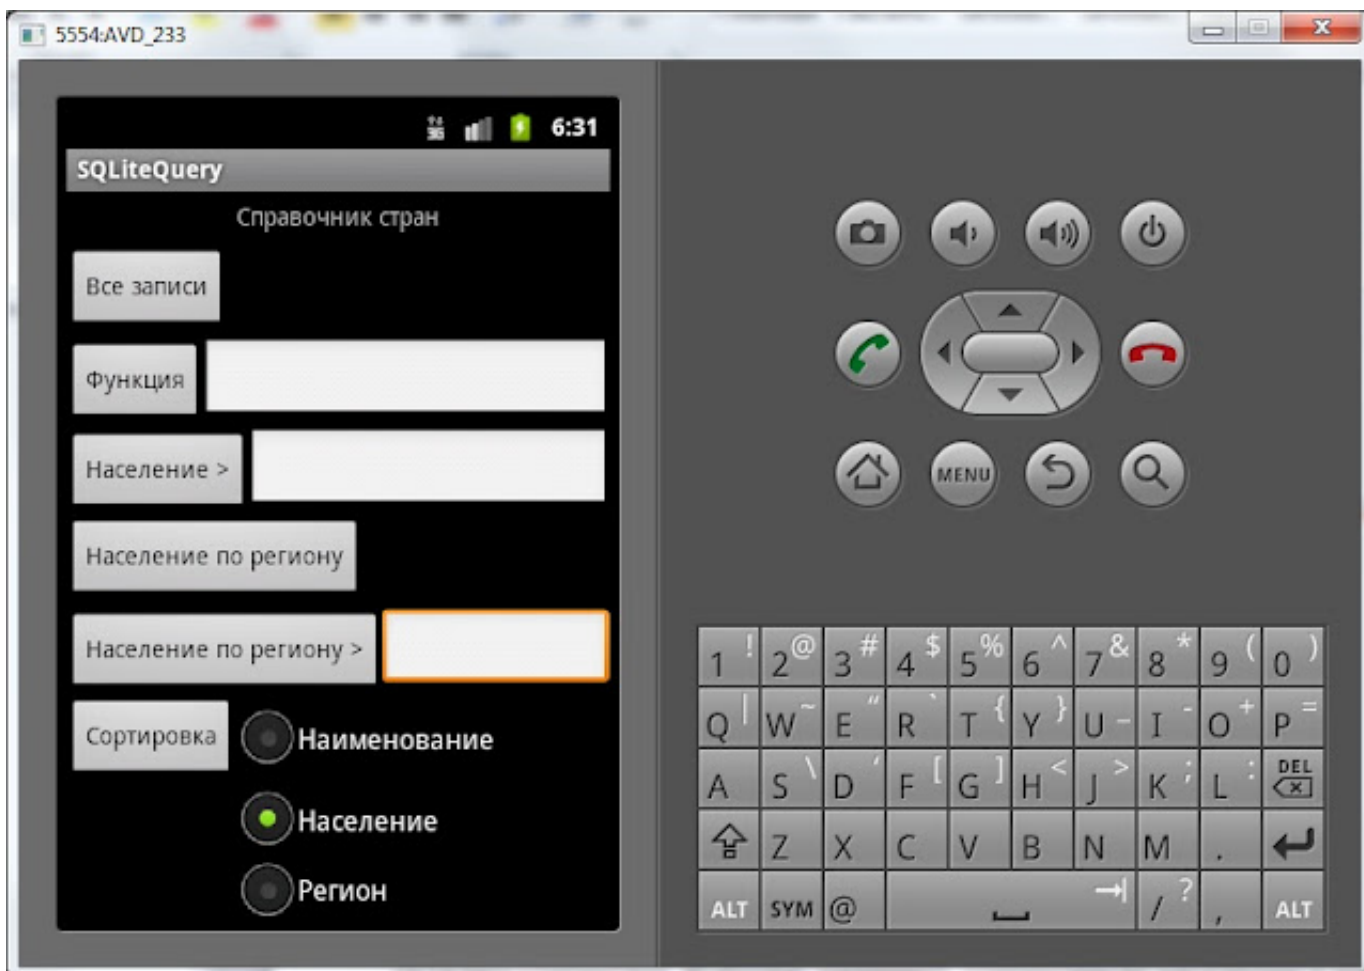 5554:AVD_233
3G 6:31
SQLiteQuery
Справочник стран
Все записи
Функция
Население >
Население по региону
Население по региону >
Сортировка
Наименование
Население
Регион
MENU
1 ! 2 @ 3 # 4 $ 5 % 6 ^ 7 & 8 * 9 ( 0 )
Q | W ~ E " R ` T { Y } U _ I - O + P =
A S \ D ' F [ G ] H < J > K ; L : DEL
Z X C V B N M .
ALT SYM @ / ? , ALT